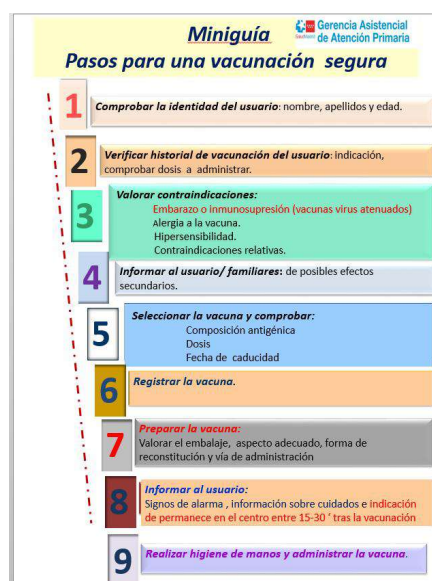 Miniguía
Gerencia Asistencial
de Atención Primaria
Pasos para una vacunación segura
1
Comprobar la identidad del usuario: nombre, apellidos y edad.
2
Verificar historial de vacunación del usuario: indicación,
comprobar dosis a administrar.
3
Valorar contraindicaciones:
Embarazo o inmunosupresión (vacunas virus atenuados)
Alergia a la vacuna.
Hipersensibilidad.
Contraindicaciones relativas.
4
Informar al usuario/ familiares: de posibles efectos
secundarios.
5
Seleccionar la vacuna y comprobar:
Composición antigénica
Dosis
Fecha de caducidad
6
Registrar la vacuna.
7
Preparar la vacuna:
Valorar el embalaje, aspecto adecuado, forma de
reconstitución y vía de administración
8
Informar al usuario:
Signos de alarma , información sobre cuidados e indicación
de permanece en el centro entre 15-30 ' tras la vacunación
9
Realizar higiene de manos y administrar la vacuna.